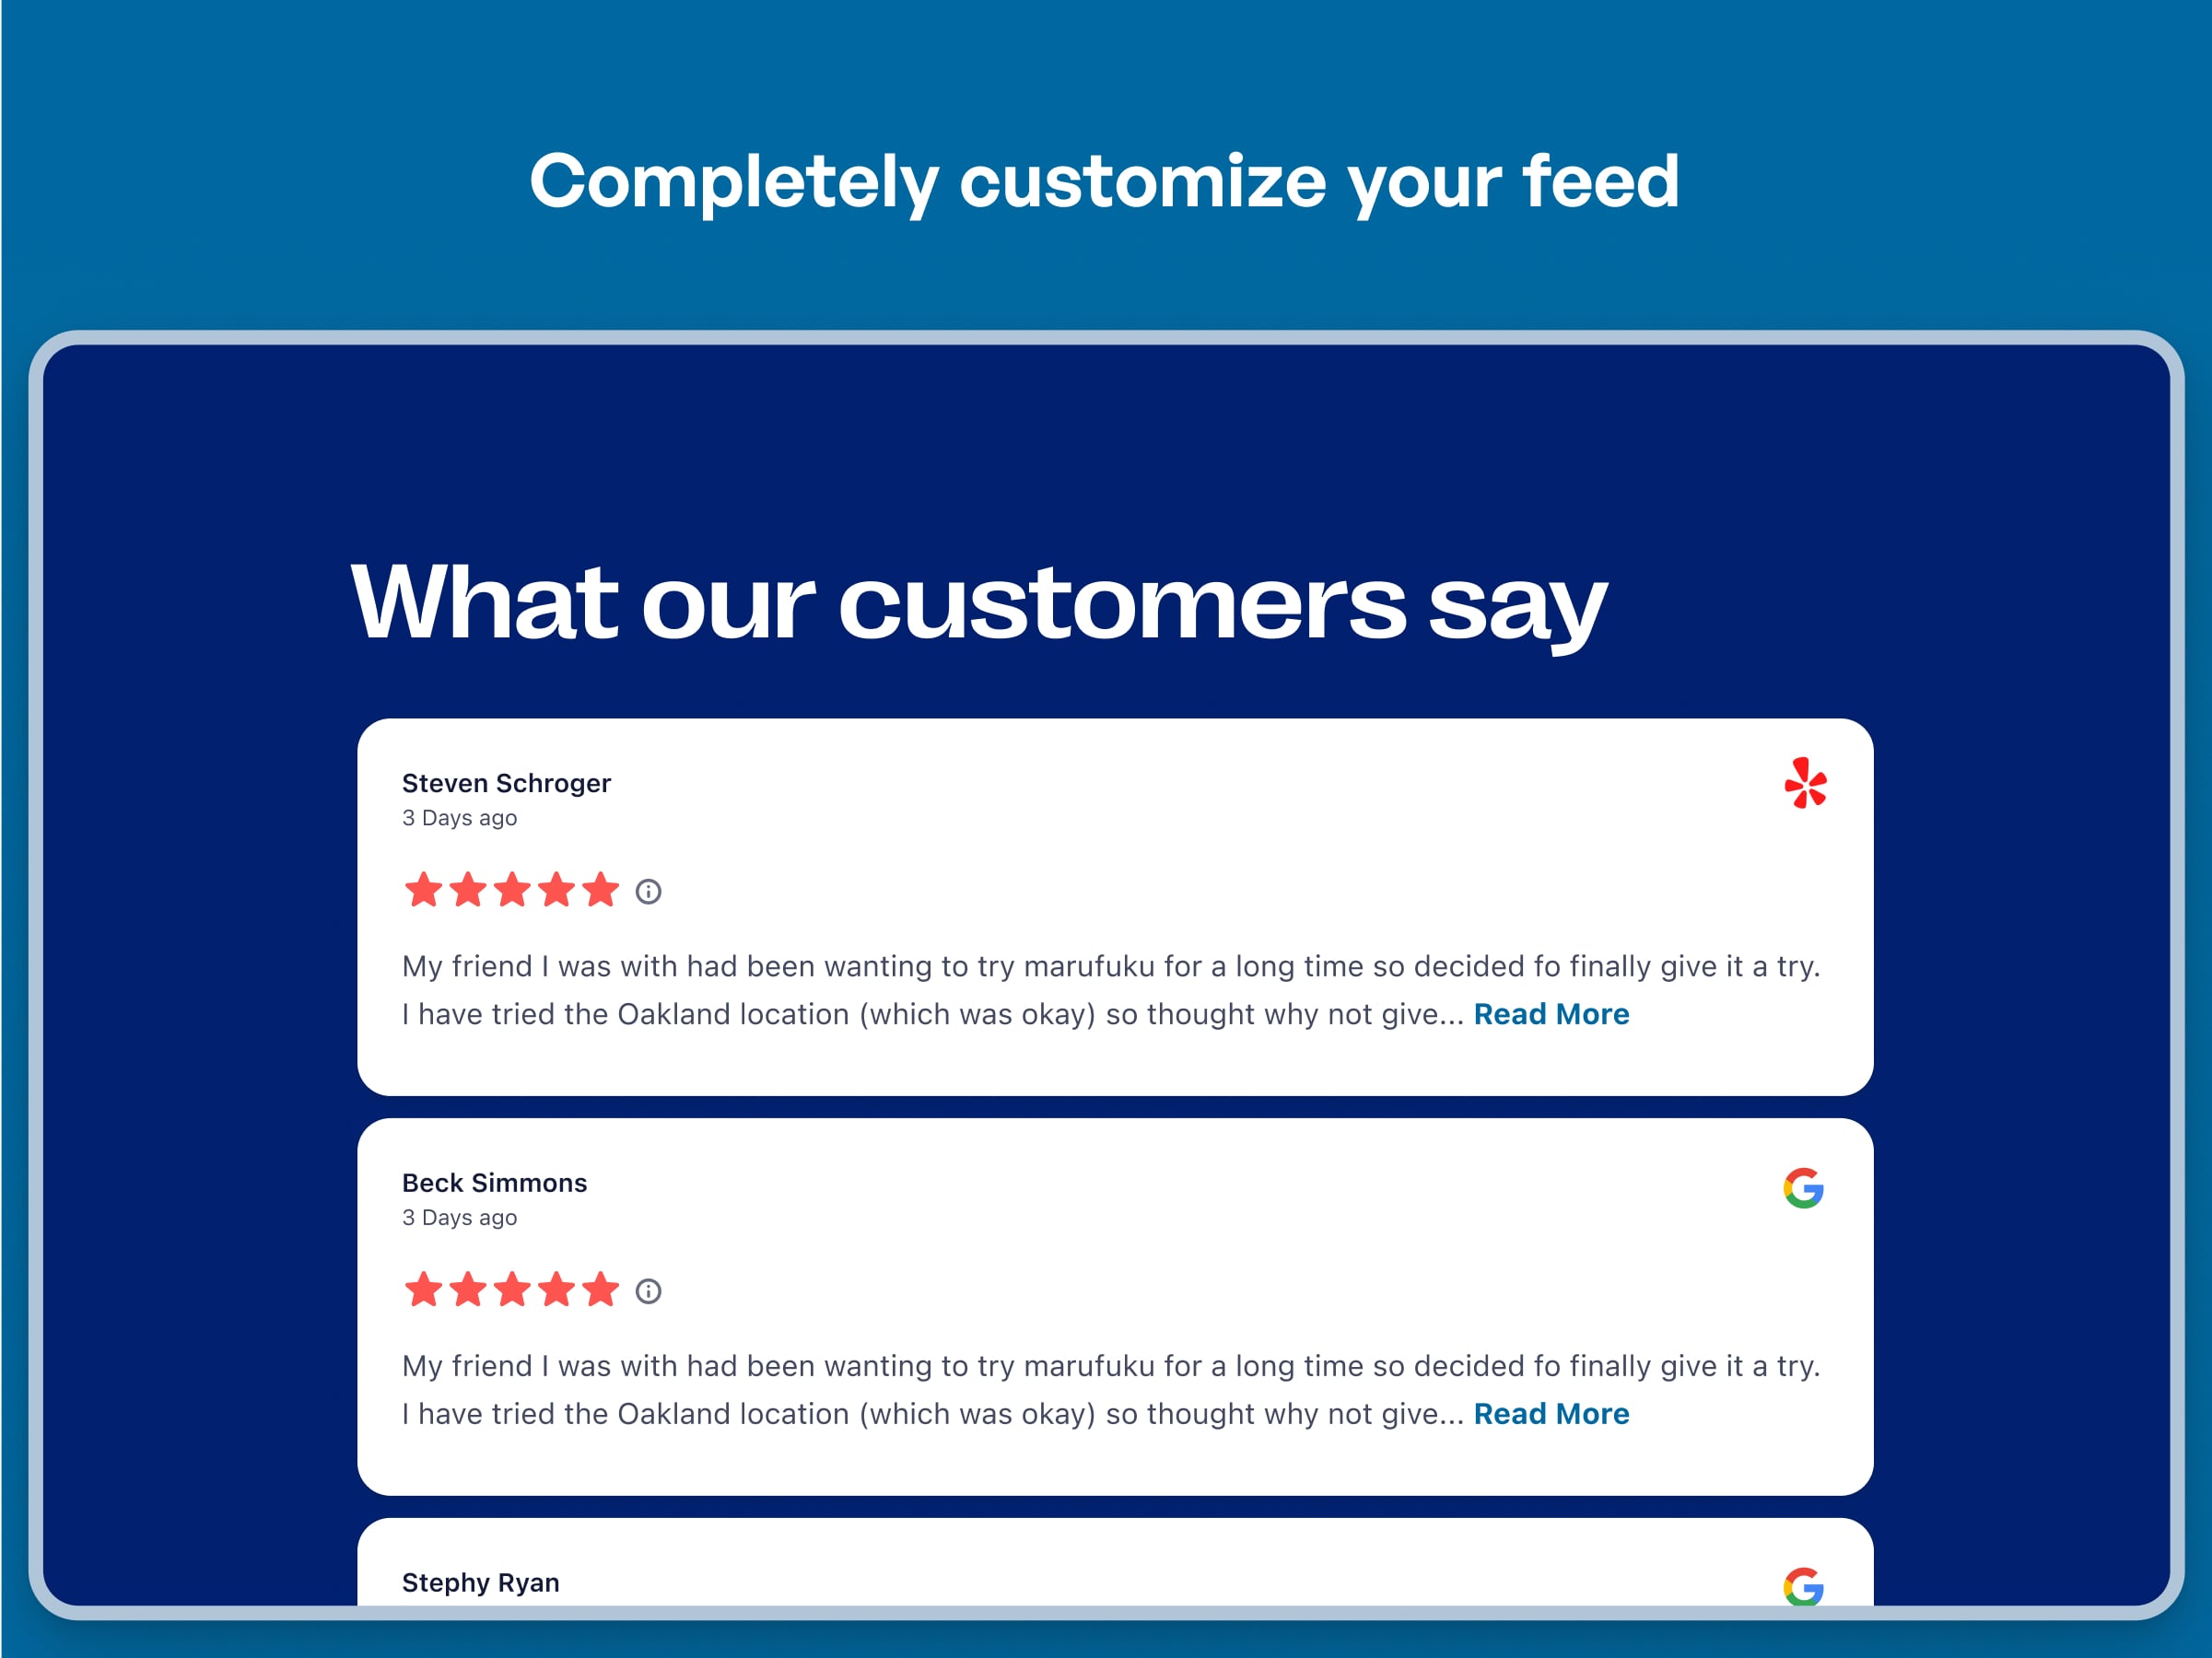 Completely customize your feed
What our customers say
Steven Schroger
3 Days ago
My friend I was with had been wanting to try marufuku for a long time so decided fo finally give it a try.
I have tried the Oakland location (which was okay) so thought why not give... Read More
Beck Simmons
3 Days ago
My friend I was with had been wanting to try marufuku for a long time so decided fo finally give it a try.
I have tried the Oakland location (which was okay) so thought why not give... Read More
Stephy Ryan